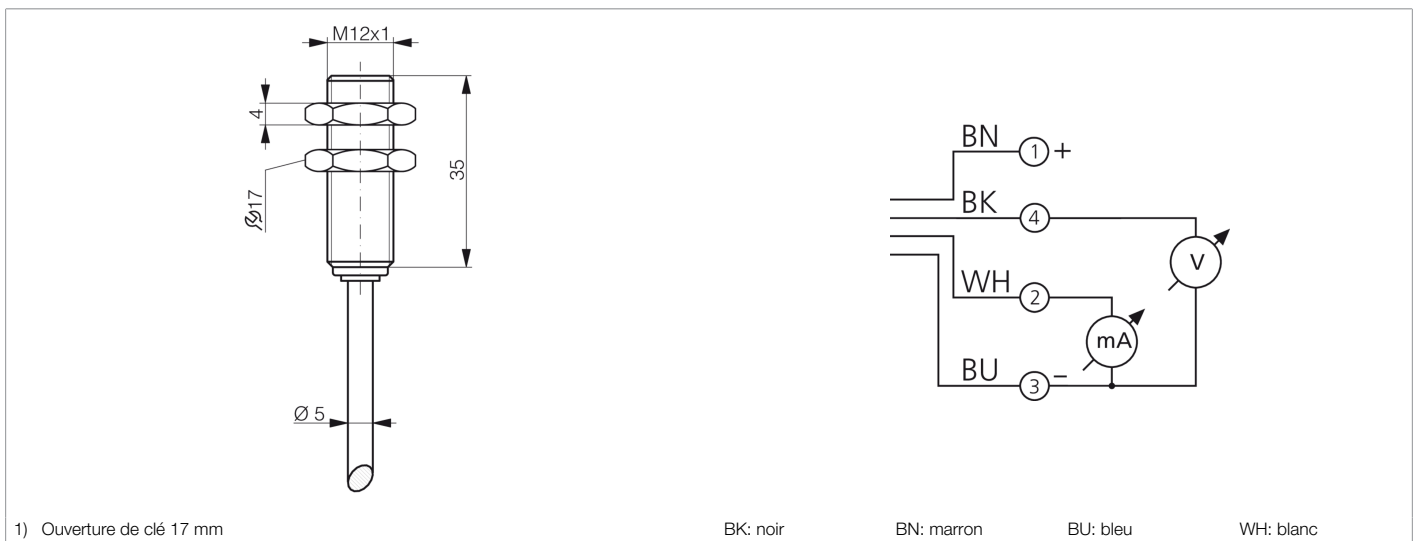 M12x1
4
35
17
Ø 5
BN
1
+
BK
4
V
WH
2
mA
BU
3
–
1) Ouverture de clé 17 mm
BK: noir
BN: marron
BU: bleu
WH: blanc